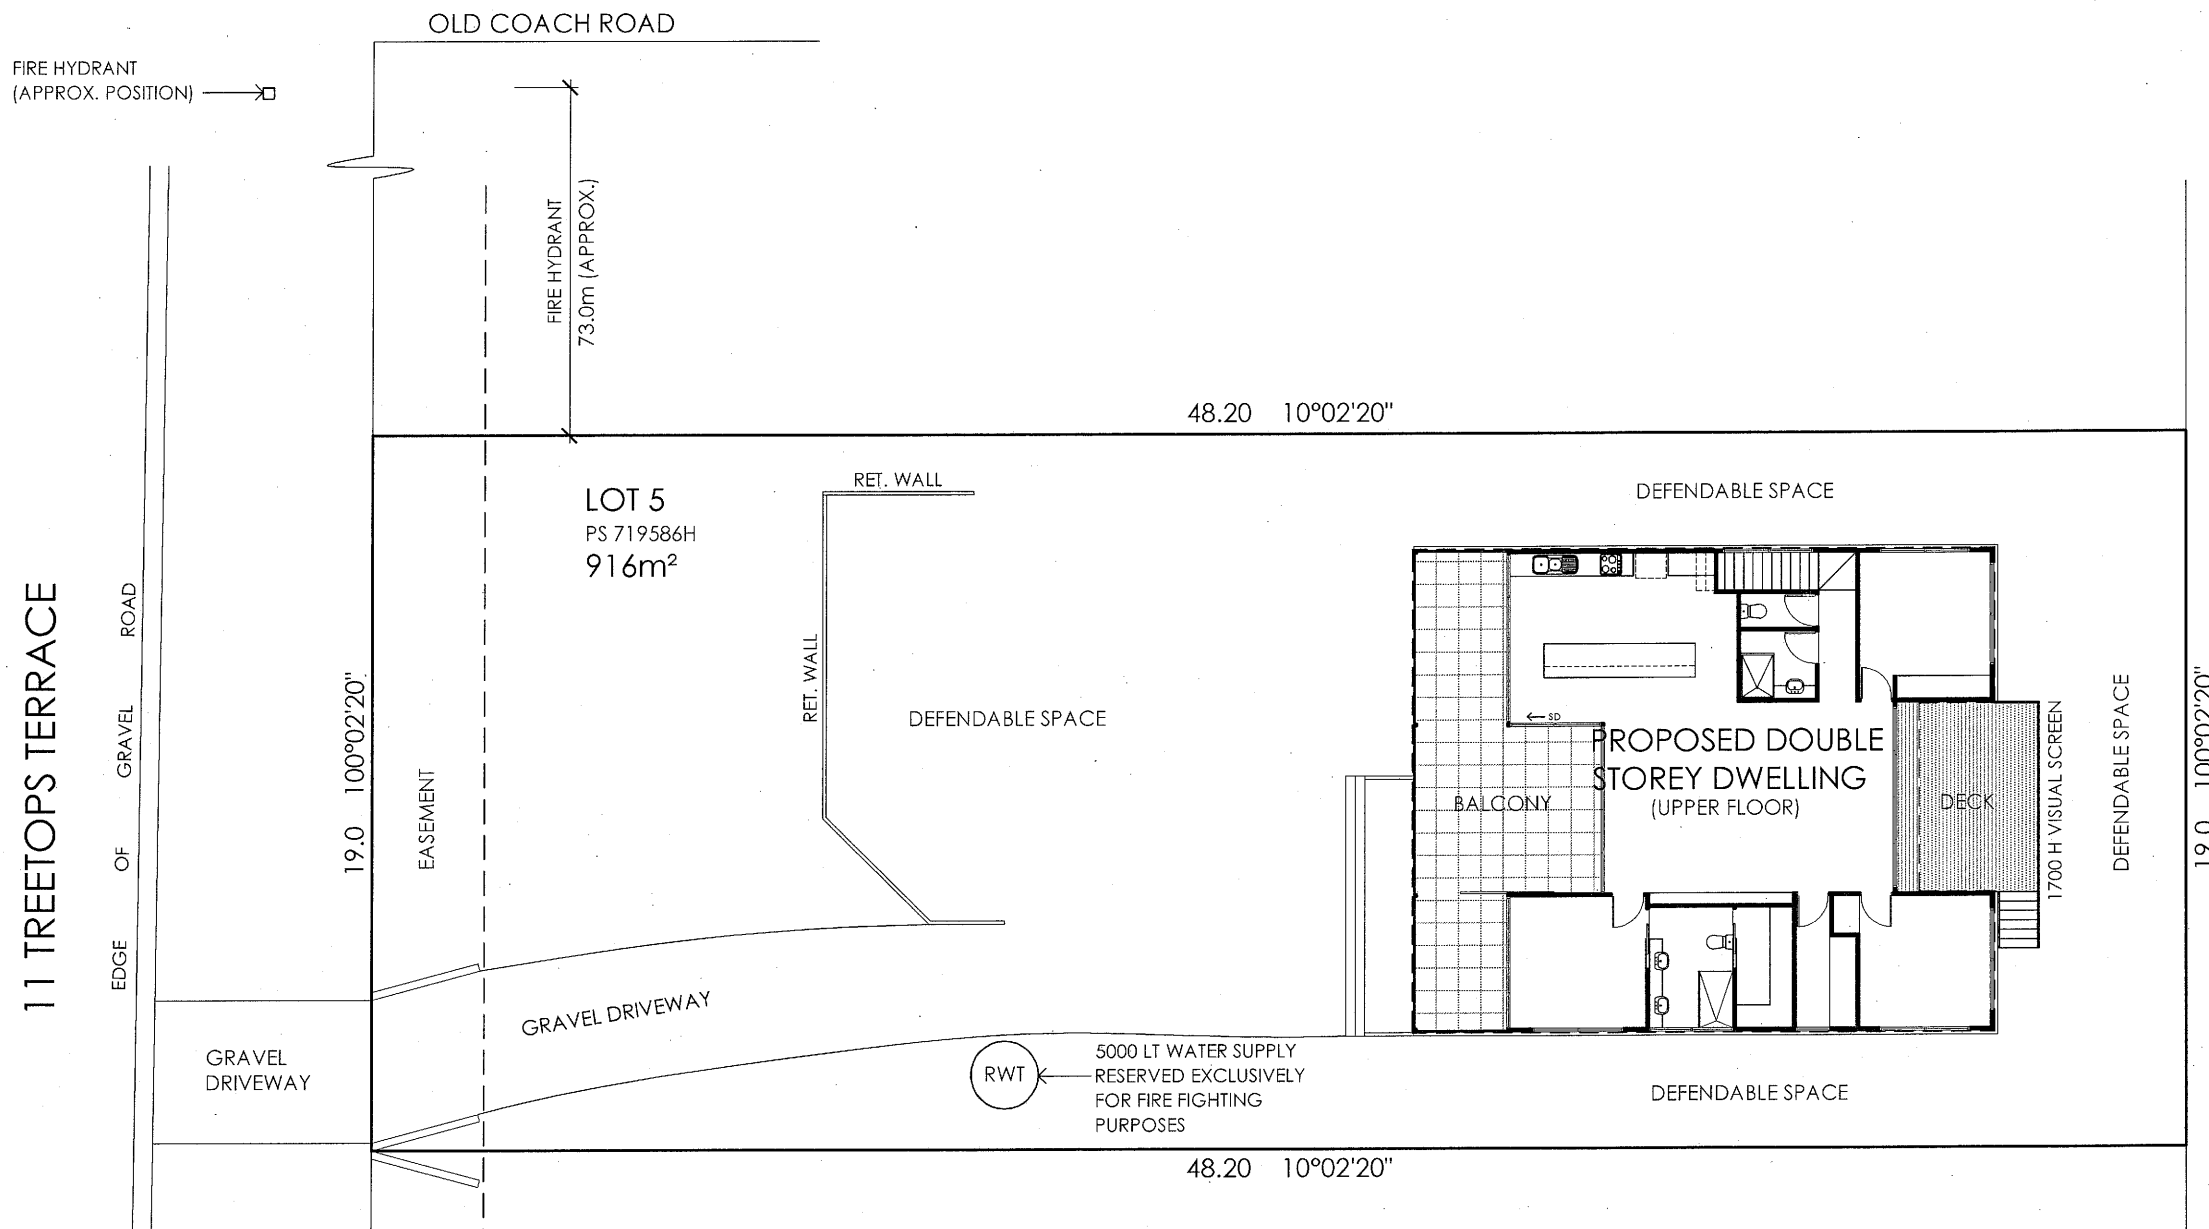 OLD COACH ROAD
FIRE HYDRANT
(APPROX. POSITION)
FIRE HYDRANT
73.0m (APPROX.)
48.20 10°02'20"
LOT 5
PS 719586H
916m²
RET. WALL
RET. WALL
DEFENDABLE SPACE
DEFENDABLE SPACE
11 TREETOPS TERRACE
EDGE OF GRAVEL ROAD
19.0 100°02'20"
EASEMENT
SD
PROPOSED DOUBLE
STOREY DWELLING
(UPPER FLOOR)
BALCONY
DECK
1700 H VISUAL SCREEN
DEFENDABLE SPACE
19.0 100°02'20"
GRAVEL DRIVEWAY
GRAVEL
DRIVEWAY
RWT
5000 LT WATER SUPPLY
RESERVED EXCLUSIVELY
FOR FIRE FIGHTING
PURPOSES
DEFENDABLE SPACE
48.20 10°02'20"